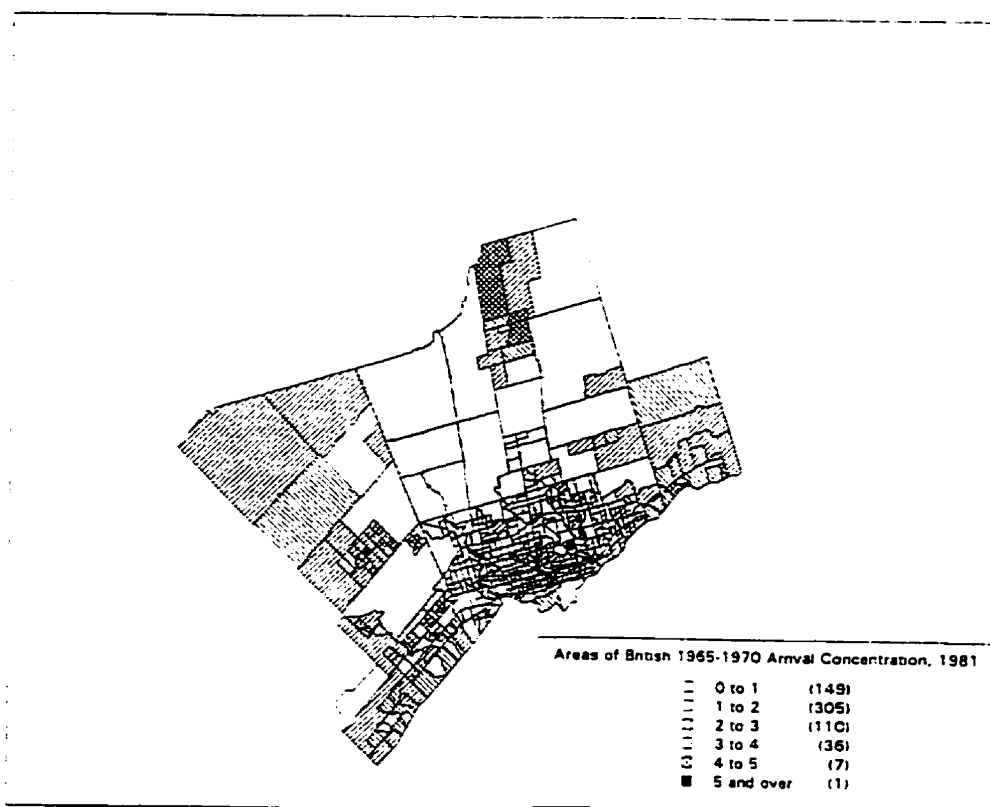 Areas of British 1965-1970 Arrival Concentration, 1981
0 to 1 (149)
1 to 2 (305)
2 to 3 (110)
3 to 4 (36)
4 to 5 (7)
5 and over (1)